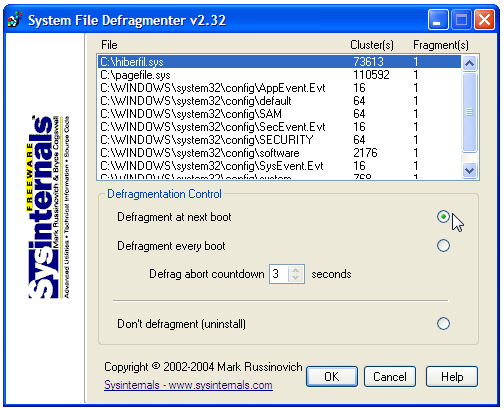 System File Defragmenter v2.32
File Cluster(s) Fragment(s)
C:\hiberfil.sys 73613 1
C:\pagefile.sys 110592 1
C:\WINDOWS\system32\config\AppEvent.Evt 16 1
C:\WINDOWS\system32\config\default 64 1
C:\WINDOWS\system32\config\SAM 64 1
C:\WINDOWS\system32\config\SecEvent.Evt 16 1
C:\WINDOWS\system32\config\SECURITY 64 1
C:\WINDOWS\system32\config\software 2176 1
C:\WINDOWS\system32\config\SysEvent.Evt 16 1
C:\WINDOWS\system32\config\system 768 1
FREEWARE
Sysinternals
Mark Russinovich & Bryce Cogswell
Advanced Utilities • Technical Information • Source Code
Defragmentation Control
Defragment at next boot
Defragment every boot
Defrag abort countdown 3 seconds
Don't defragment (uninstall)
Copyright © 2002-2004 Mark Russinovich
Sysinternals - www.sysinternals.com
OK Cancel Help